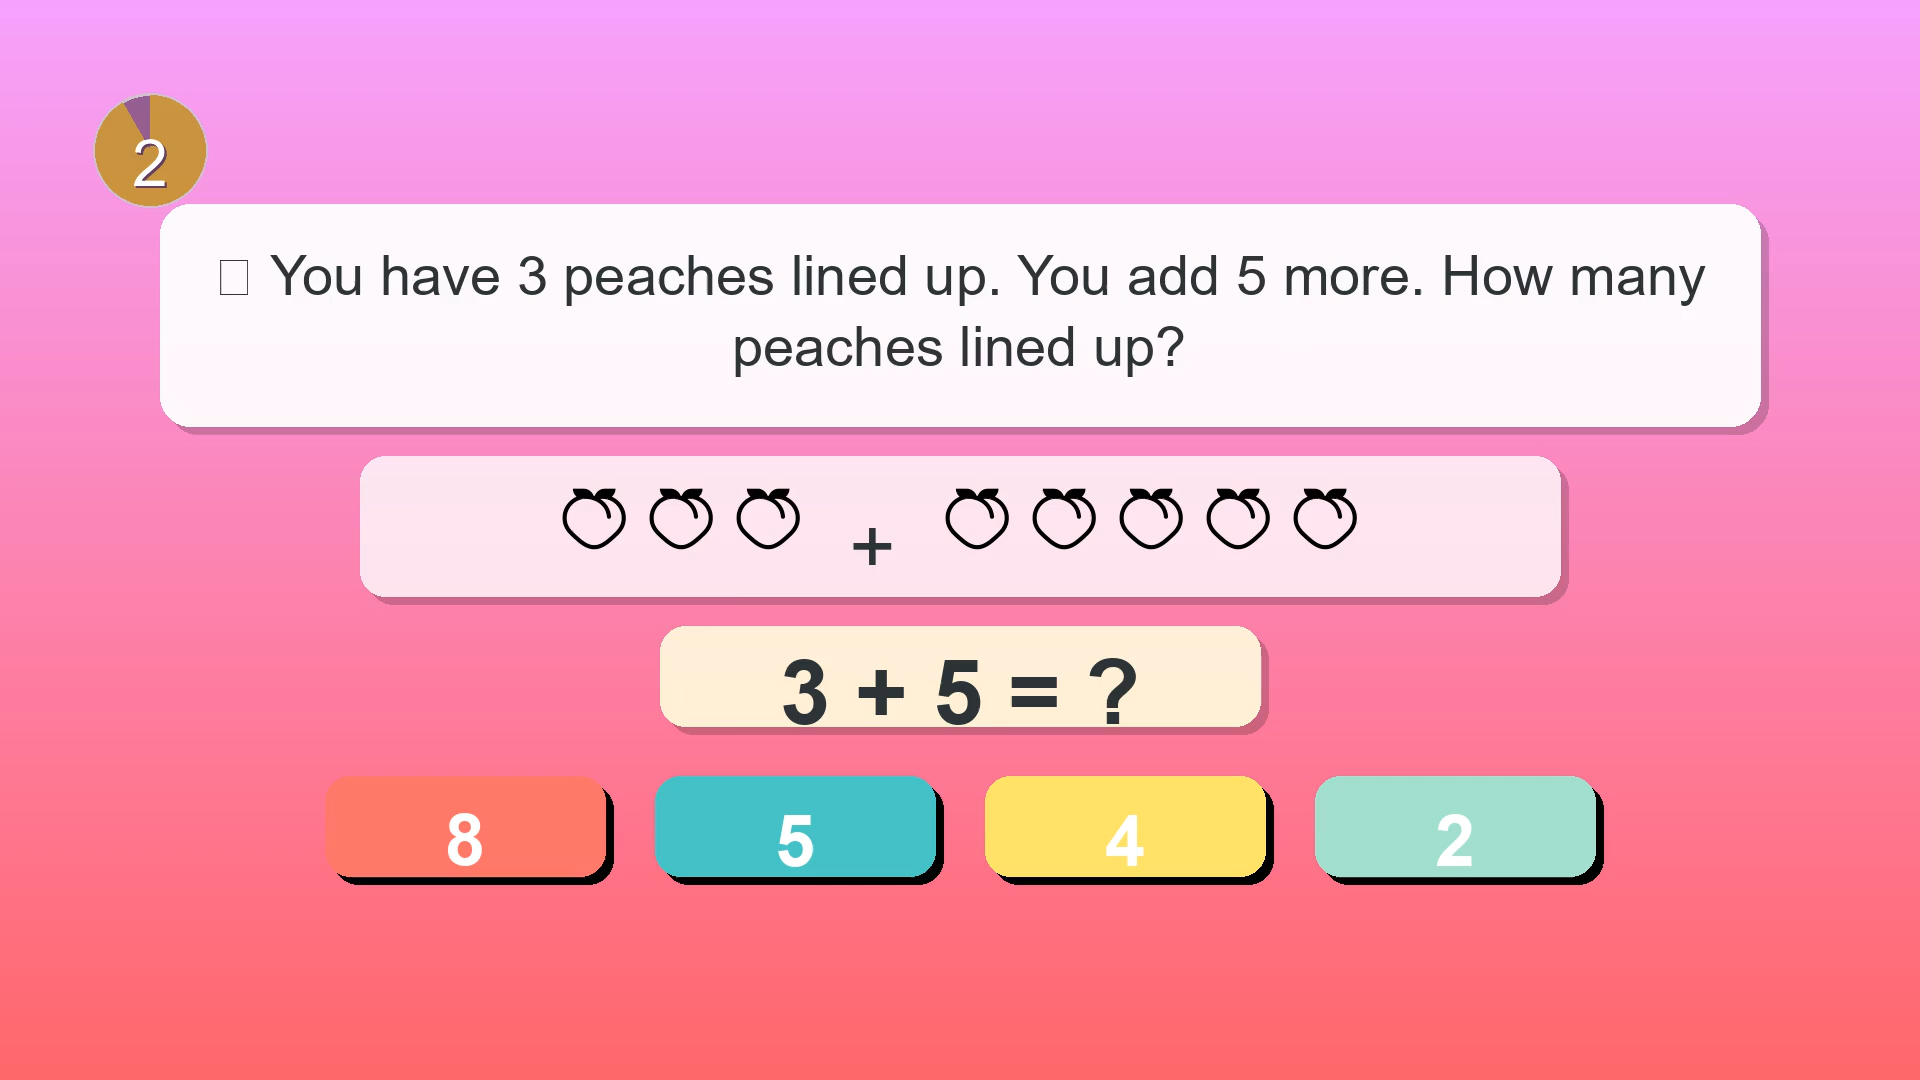 2
You have 3 peaches lined up. You add 5 more. How many
peaches lined up?
+
3 + 5 = ?
8 5 4 2